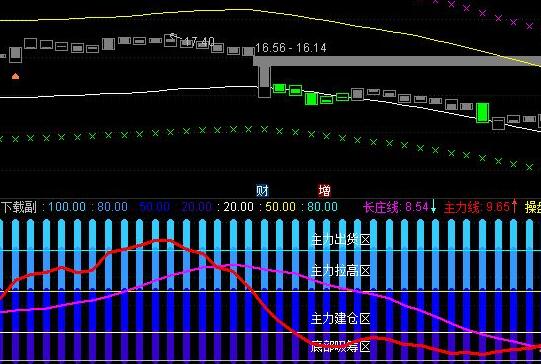 47.40
16.56 - 16.14
财 增
下载副 : 100.00 : 80.00 50.00 20.00 : 20.00 : 50.00 : 80.00 长庄线: 8.54↓ 主力线: 9.65↑ 操盘
主力出货区
主力拉高区
主力建仓区
底部吸筹区